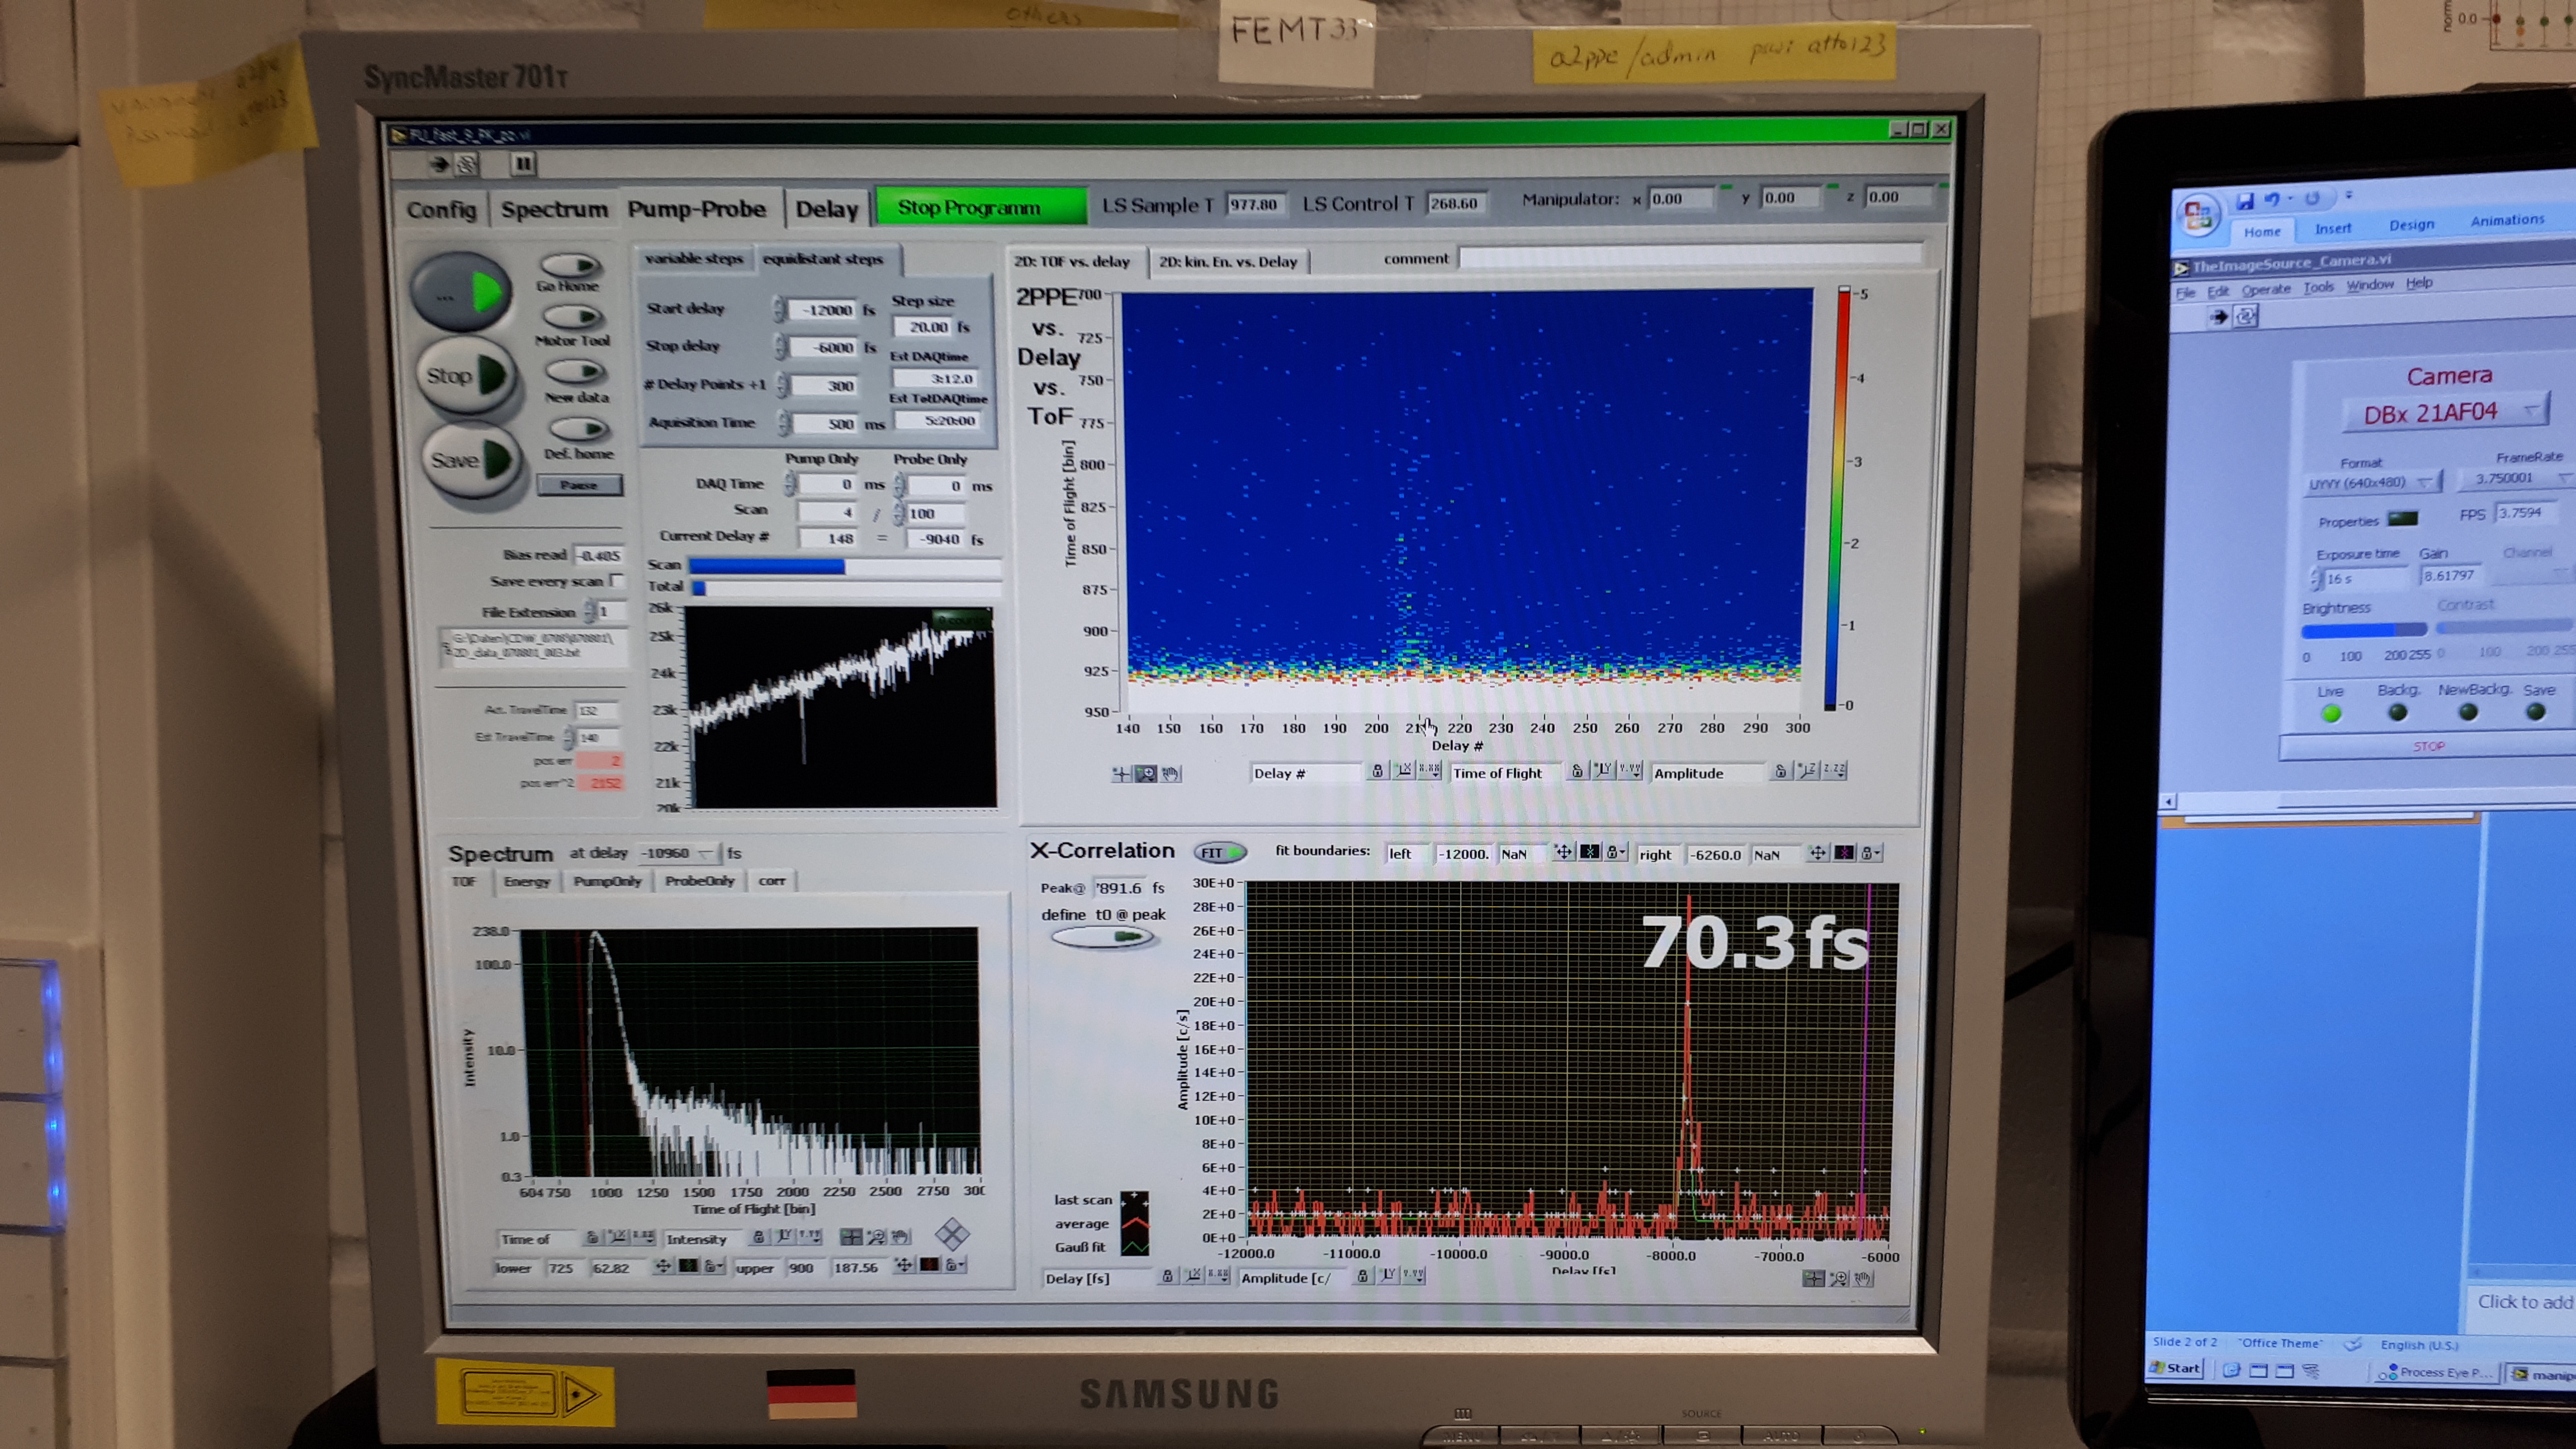 others
FEMT33
a2ppe/admin pswi atto123
SyncMaster 701T
FU_fast_9_PK_pc.vi
Config
Spectrum
Pump-Probe
Delay
Stop Programm
LS Sample T 977.80
LS Control T 268.60
Manipulator: x 0.00 y 0.00 z 0.00
...
Stop
Save
Go Home
Motor Tool
New data
Def. home
Pause
variable steps
equidistant steps
Start delay -12000 fs
Step size
20.00 fs
Stop delay -6000 fs
Est DAQtime
3:12.0
# Delay Points +1 300
Est TotDAQtime
5:20:00
Aquisition Time 500 ms
Pump Only Probe Only
DAQ Time 0 ms 0 ms
Scan 4 / 100
Current Delay # 148 = -9040 fs
Scan
Total
Bias read -0.405
Save every scan
File Extension 1
Act. TravelTime 132
Est TravelTime 140
pos err 2
pos err^2 2152
26k
25k
24k
23k
22k
21k
20k
2D: TOF vs. delay
2D: kin. En. vs. Delay
comment
2PPE
vs.
Delay
vs.
ToF
Time of Flight [bin]
700
725
750
775
800
825
850
875
900
925
950
140 150 160 170 180 190 200 210 220 230 240 250 260 270 280 290 300
Delay #
5
4
3
2
1
0
Delay #
Time of Flight
Amplitude
Spectrum at delay -10960 fs
TOF
Energy
PumpOnly
ProbeOnly
corr
Intensity
238.0
100.0
10.0
1.0
0.3
604 750 1000 1250 1500 1750 2000 2250 2500 2750 300
Time of Flight [bin]
Time of
Intensity
lower 725 62.82
upper 900 187.56
X-Correlation
FIT
fit boundaries: left -12000. NaN right -6260.0 NaN
Peak@ '891.6 fs
define t0 @ peak
Amplitude [c/s]
30E+0
28E+0
26E+0
24E+0
22E+0
20E+0
18E+0
16E+0
14E+0
12E+0
10E+0
8E+0
6E+0
4E+0
2E+0
0E+0
70.3fs
last scan
average
Gauß fit
-12000.0 -11000.0 -10000.0 -9000.0 -8000.0 -7000.0 -6000
Delay [fs]
Delay [fs]
Amplitude [c/
SAMSUNG
MENU
SOURCE
AUTO
0.0
norm
Home
Insert
Design
Animations
TheImageSource_Camera.vi
File Edit Operate Tools Window Help
Camera
DBx 21AF04
Format
FrameRate
UYVY (640x480)
3.750001
Properties
FPS 3.7594
Exposure time
Gain
Channel
16 s
8.61797
Brightness
Contrast
0 100 200 255
0 100 200 255
Live
Backg.
NewBackg.
Save
STOP
Click to add
Slide 2 of 2
"Office Theme"
English (U.S.)
Start
Process Eye P...
manip